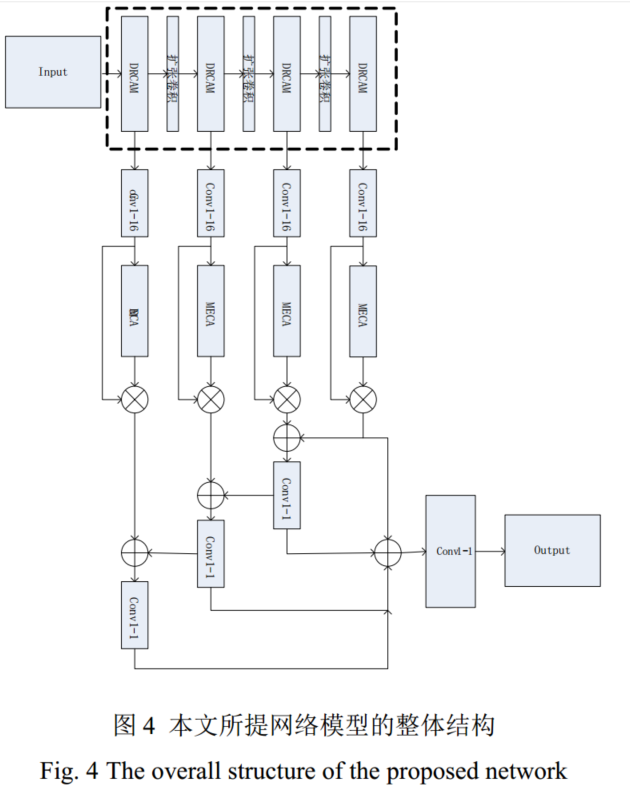 Input
DRCAM
扩张卷积
DRCAM
扩张卷积
DRCAM
扩张卷积
DRCAM
Conv1-16
Conv1-16
Conv1-16
MECA
MECA
MECA
Conv1-1
Conv1-1
Conv1-1
Conv1-1
Output
图 4 本文所提网络模型的整体结构
Fig. 4 The overall structure of the proposed network